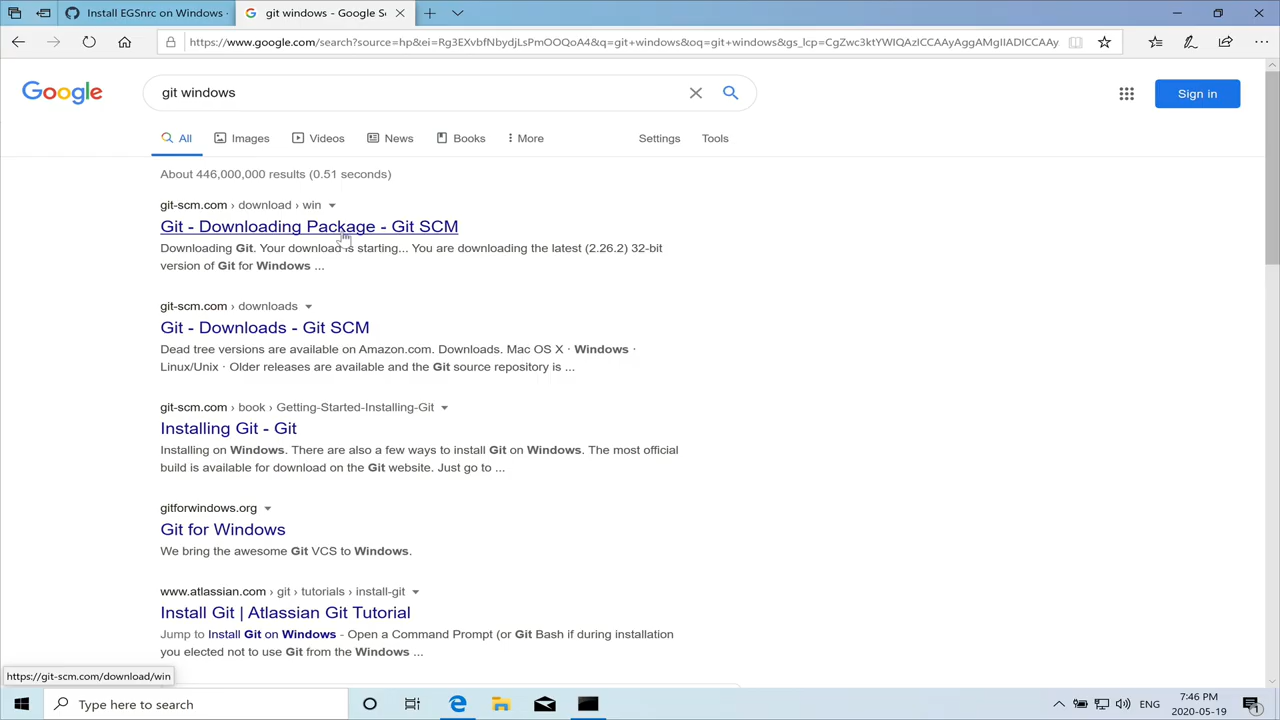 Install EGSnrc on Windows ·
git windows - Google Se
https://www.google.com/search?source=hp&ei=Rg3EXvbfNbydjLsPmOOQoA4&q=git+windows&oq=git+windows&gs_lcp=CgZwc3ktYWIQAzICCAAyAggAMgIIADICCAAy
Google
git windows
Sign in
All
Images
Videos
News
Books
More
Settings
Tools
About 446,000,000 results (0.51 seconds)
git-scm.com › download › win
Git - Downloading Package - Git SCM
Downloading Git. Your download is starting... You are downloading the latest (2.26.2) 32-bit
version of Git for Windows ...
git-scm.com › downloads
Git - Downloads - Git SCM
Dead tree versions are available on Amazon.com. Downloads. Mac OS X · Windows ·
Linux/Unix · Older releases are available and the Git source repository is ...
git-scm.com › book › Getting-Started-Installing-Git
Installing Git - Git
Installing on Windows. There are also a few ways to install Git on Windows. The most official
build is available for download on the Git website. Just go to ...
gitforwindows.org
Git for Windows
We bring the awesome Git VCS to Windows.
www.atlassian.com › git › tutorials › install-git
Install Git | Atlassian Git Tutorial
Jump to Install Git on Windows - Open a Command Prompt (or Git Bash if during installation
you elected not to use Git from the Windows ...
https://git-scm.com/download/win
Type here to search
ENG
7:46 PM
2020-05-19
1